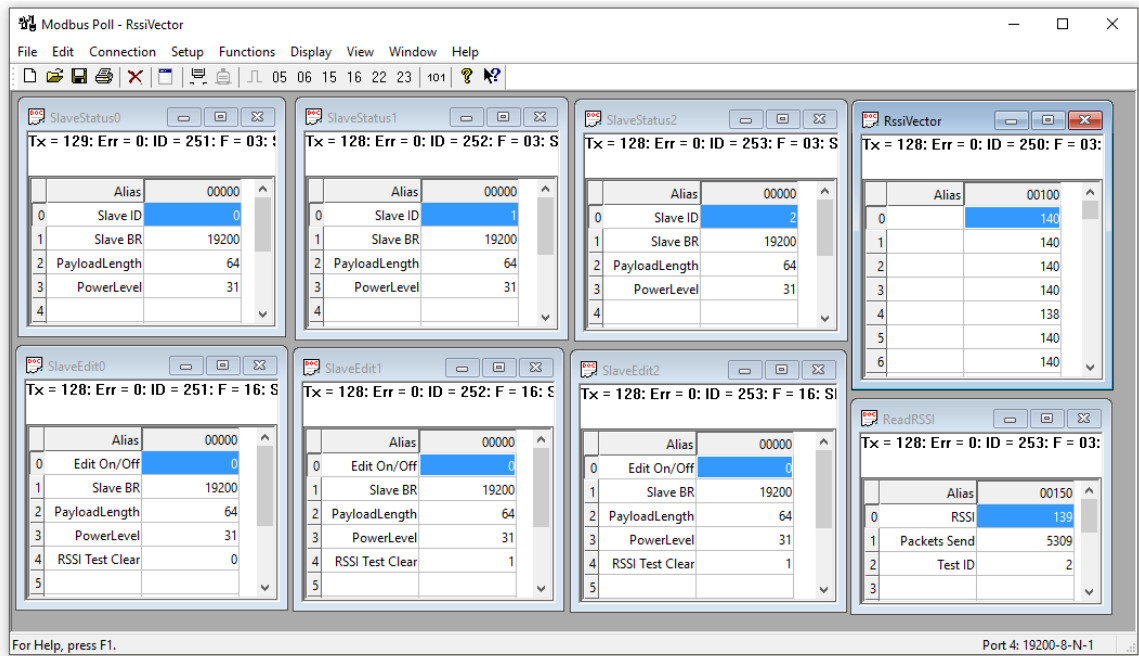 Modbus Poll - RssiVector
File Edit Connection Setup Functions Display View Window Help
05 06 15 16 22 23 101
SlaveStatus0
Tx = 129: Err = 0: ID = 251: F = 03: S
Alias 00000
0 Slave ID 0
1 Slave BR 19200
2 PayloadLength 64
3 PowerLevel 31
4
SlaveStatus1
Tx = 128: Err = 0: ID = 252: F = 03: S
Alias 00000
0 Slave ID 1
1 Slave BR 19200
2 PayloadLength 64
3 PowerLevel 31
4
SlaveStatus2
Tx = 128: Err = 0: ID = 253: F = 03: S
Alias 00000
0 Slave ID 2
1 Slave BR 19200
2 PayloadLength 64
3 PowerLevel 31
4
RssiVector
Tx = 128: Err = 0: ID = 250: F = 03:
Alias 00100
0 140
1 140
2 140
3 140
4 138
5 140
6 140
SlaveEdit0
Tx = 128: Err = 0: ID = 251: F = 16: S
Alias 00000
0 Edit On/Off 0
1 Slave BR 19200
2 PayloadLength 64
3 PowerLevel 31
4 RSSI Test Clear 0
5
SlaveEdit1
Tx = 128: Err = 0: ID = 252: F = 16: S
Alias 00000
0 Edit On/Off 0
1 Slave BR 19200
2 PayloadLength 64
3 PowerLevel 31
4 RSSI Test Clear 1
5
SlaveEdit2
Tx = 128: Err = 0: ID = 253: F = 16: S
Alias 00000
0 Edit On/Off 0
1 Slave BR 19200
2 PayloadLength 64
3 PowerLevel 31
4 RSSI Test Clear 1
5
ReadRSSI
Tx = 128: Err = 0: ID = 253: F = 03:
Alias 00150
0 RSSI 139
1 Packets Send 5309
2 Test ID 2
3
For Help, press F1.
Port 4: 19200-8-N-1